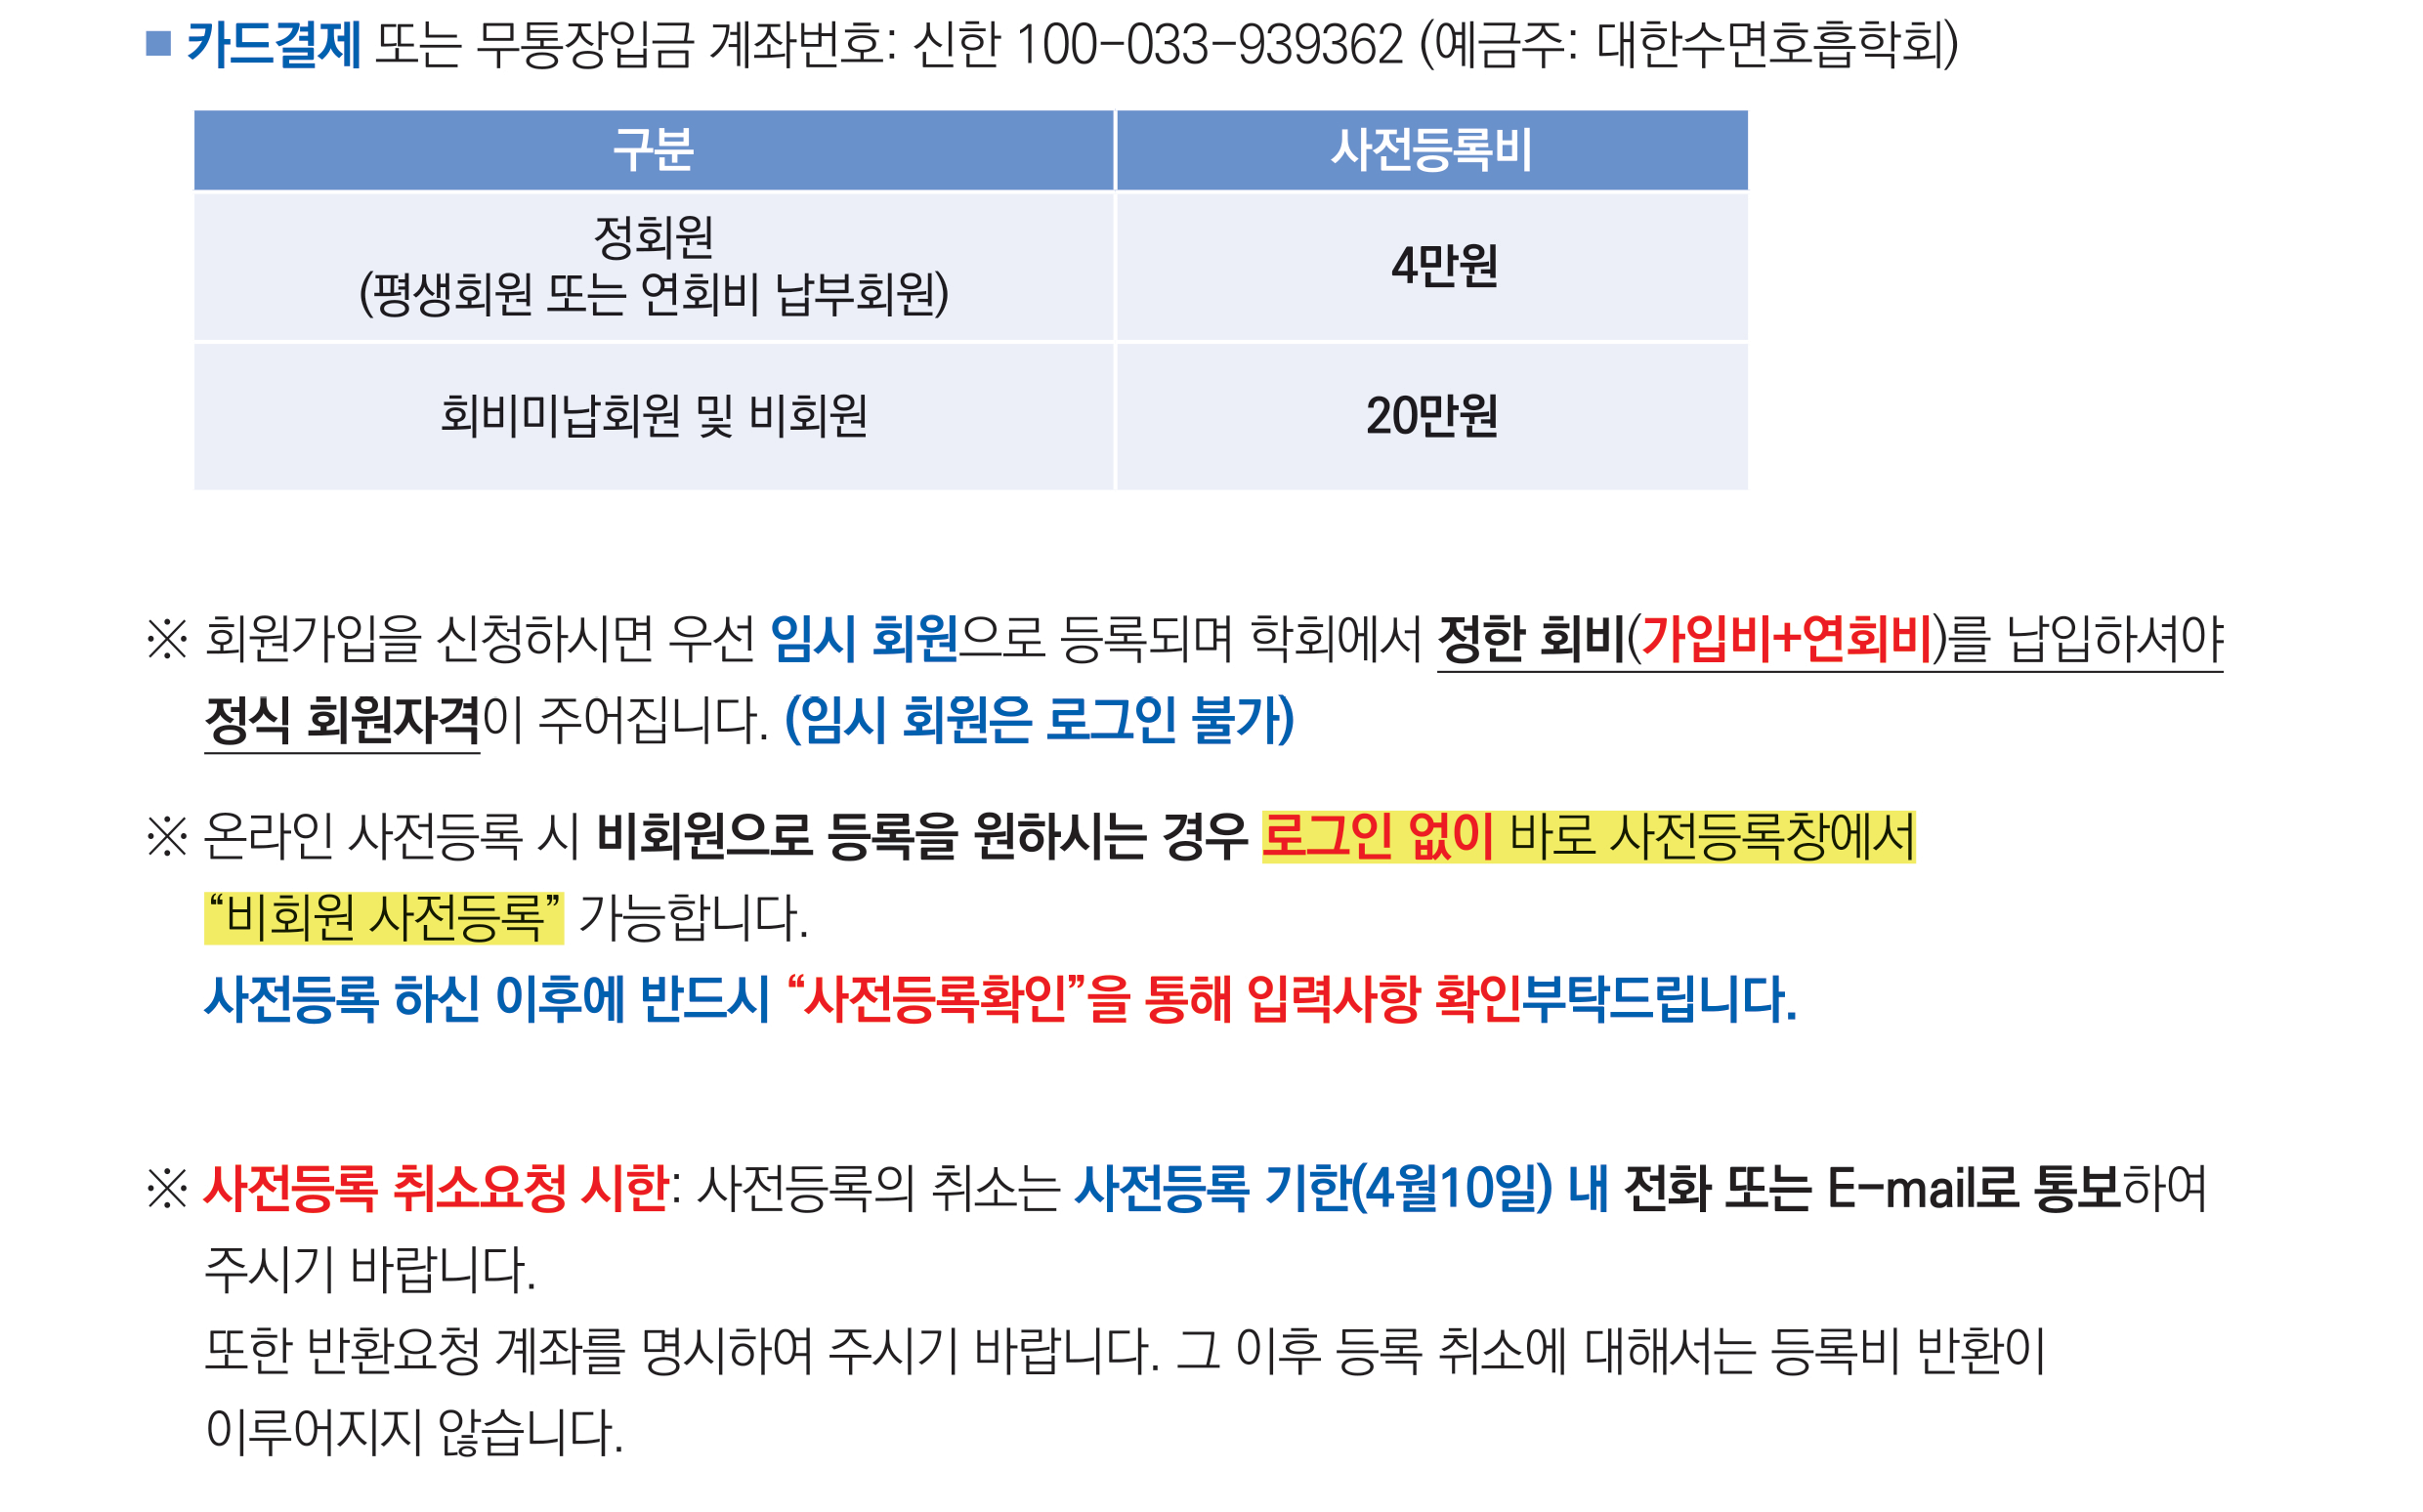 카드결제 또는 무통장입금 계좌번호: 신한 100-033-939362 (예금주: 대한천식알레르기학회)
구분 사전등록비
정회원 4만원
(평생회원 또는 연회비 납부회원)
회비미납회원 및 비회원 20만원
※ 회원가입을 신청하셨어도 우선 임시 회원으로 등록되며 학회에서 정한 회비(가입비+연회비)를 납입하셔야
정식 회원자격이 주어집니다. (임시 회원은 로그인 불가)
※ 온라인 사전등록 시 비회원으로 등록을 원하시는 경우 로그인 없이 바로 사전등록창에서
“비회원 사전등록” 가능합니다.
사전등록 하신 이후에 반드시 “사전등록확인”을 통해 입력사항 확인부탁드립니다.
※ 사전등록 취소요청 시한: 사전등록의 취소는 사전등록 기한(4월10일) 내 전화 또는 E-mail로 통보하여
주시기 바랍니다.
또한 반환요청 계좌를 명시하여 주시기 바랍니다. 그 이후 등록 취소에 대해서는 등록비 반환이
이루어지지 않습니다.